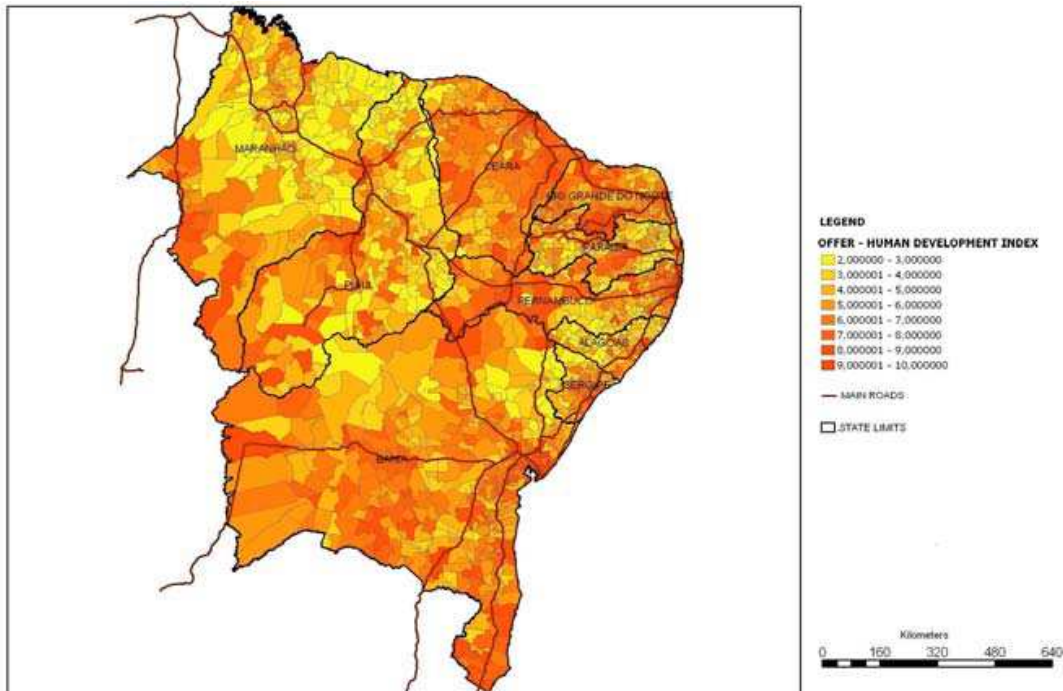 MARANHÃO
CEARÁ
RIO GRANDE DO NORTE
PARAÍBA
PIAUÍ
PERNAMBUCO
ALAGOAS
SERGIPE
BAHIA
LEGEND
OFFER - HUMAN DEVELOPMENT INDEX
2,000000 - 3,000000
3,000001 - 4,000000
4,000001 - 5,000000
5,000001 - 6,000000
6,000001 - 7,000000
7,000001 - 8,000000
8,000001 - 9,000000
9,000001 - 10,000000
MAIN ROADS
STATE LIMITS
Kilometers
0 160 320 480 640